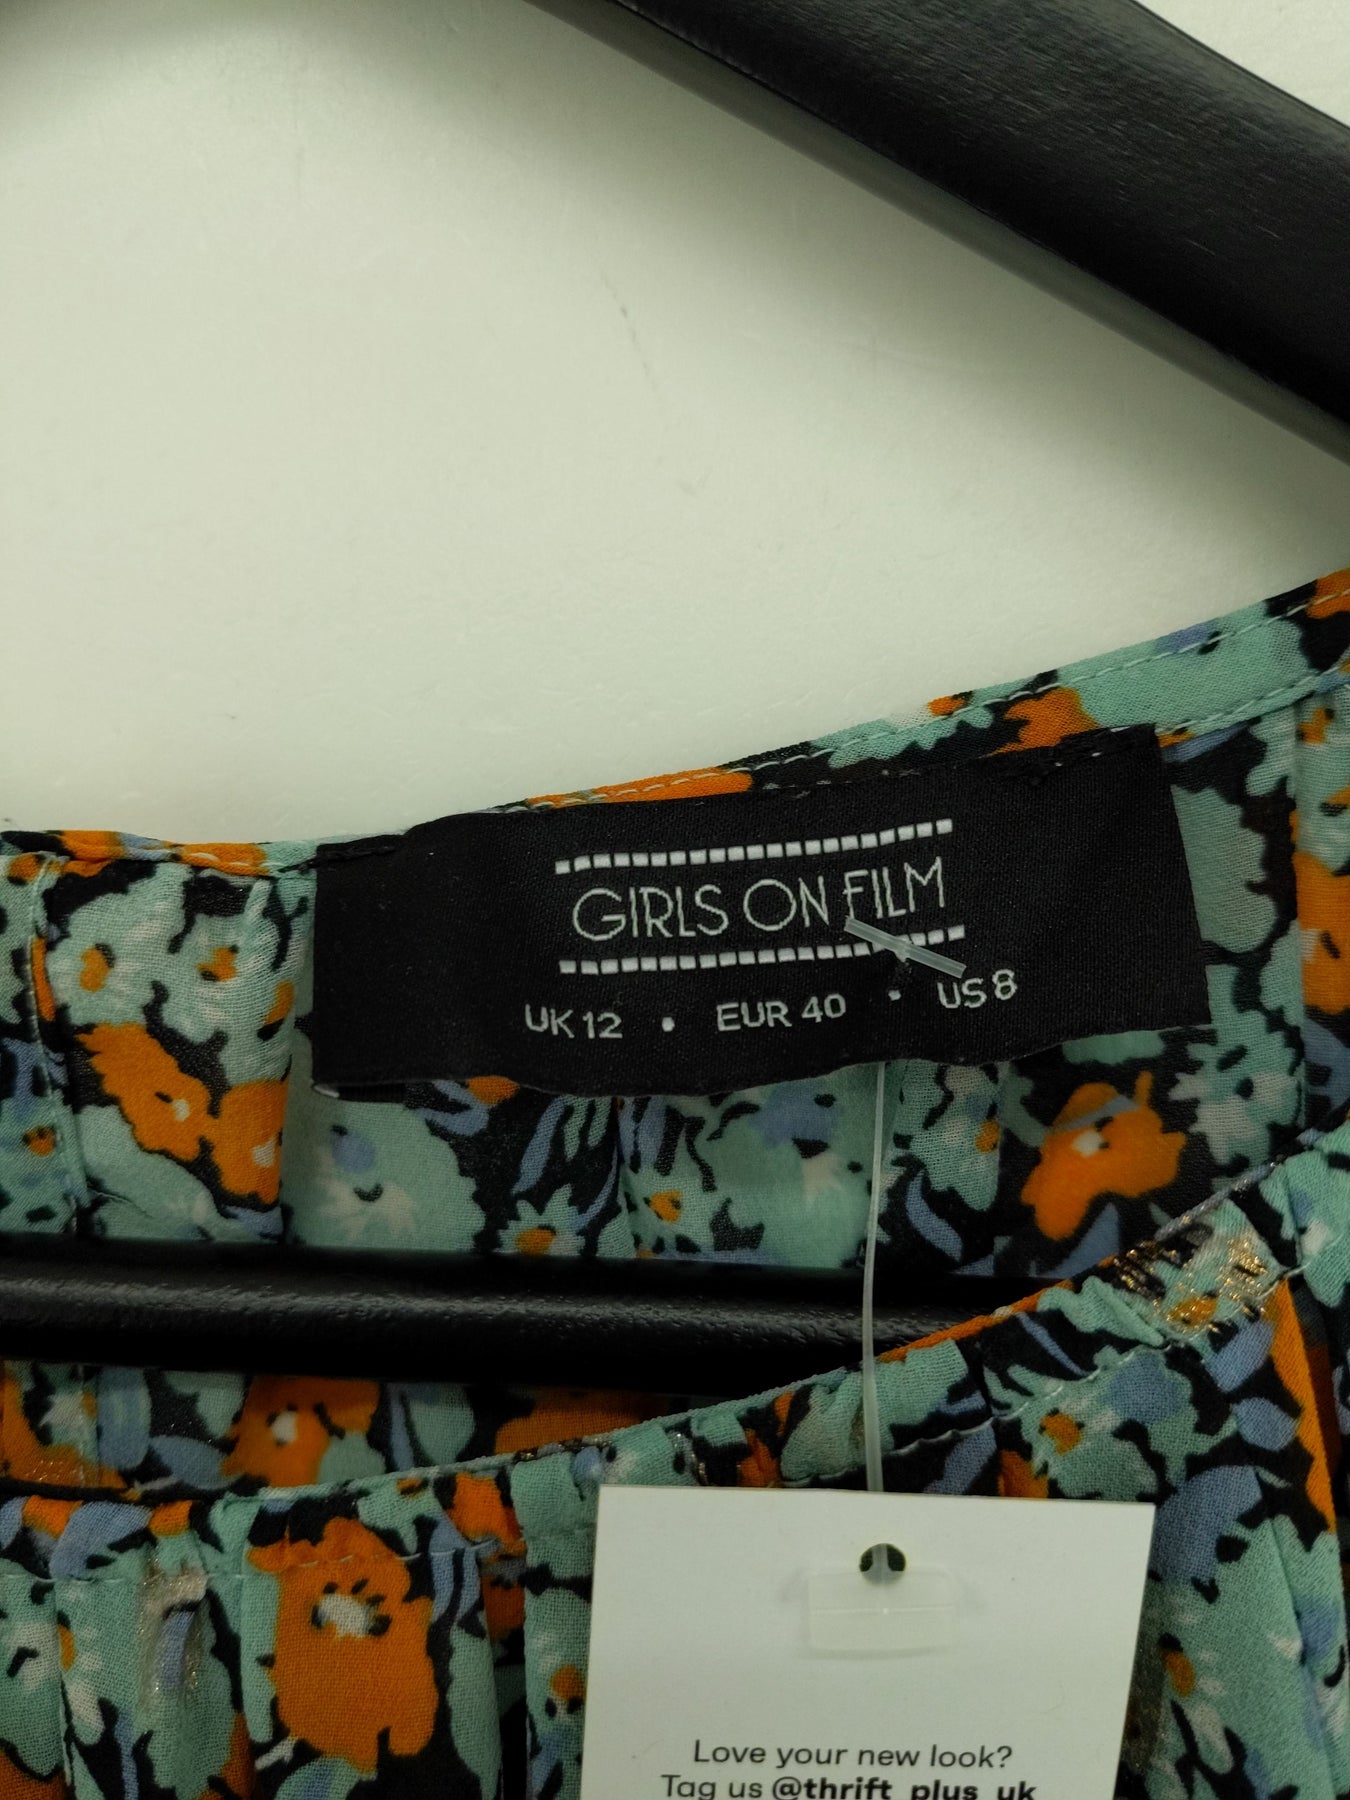 GIRLS ON FILM
UK 12 • EUR 40 • US 8
Love your new look?
Tag us @thrift_plus_uk